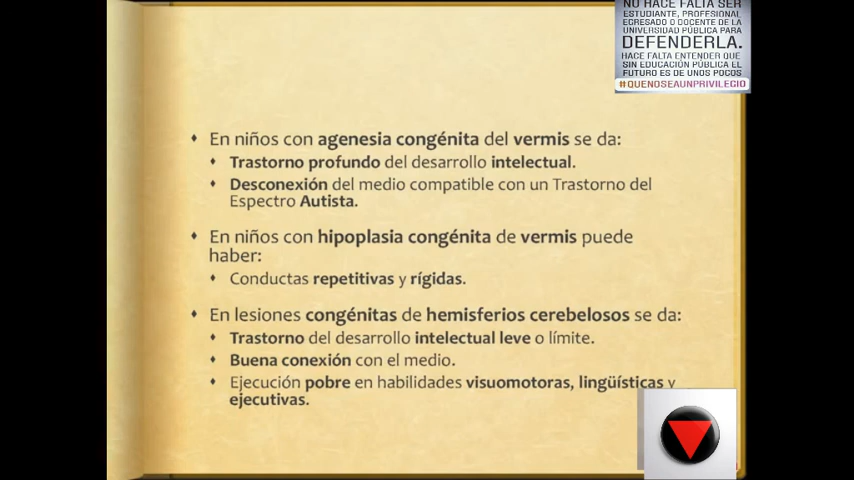 NO HACE FALTA SER
ESTUDIANTE, PROFESIONAL,
EGRESADO O DOCENTE DE LA
UNIVERSIDAD PÚBLICA PARA
DEFENDERLA.
HACE FALTA ENTENDER QUE
SIN EDUCACIÓN PÚBLICA EL
FUTURO ES DE UNOS POCOS
#QUENOSEAUNPRIVILEGIO
En niños con agenesia congénita del vermis se da:
Trastorno profundo del desarrollo intelectual.
Desconexión del medio compatible con un Trastorno del
Espectro Autista.
En niños con hipoplasia congénita de vermis puede
haber:
Conductas repetitivas y rígidas.
En lesiones congénitas de hemisferios cerebelosos se da:
Trastorno del desarrollo intelectual leve o límite.
Buena conexión con el medio.
Ejecución pobre en habilidades visuomotoras, lingüísticas y
ejecutivas.